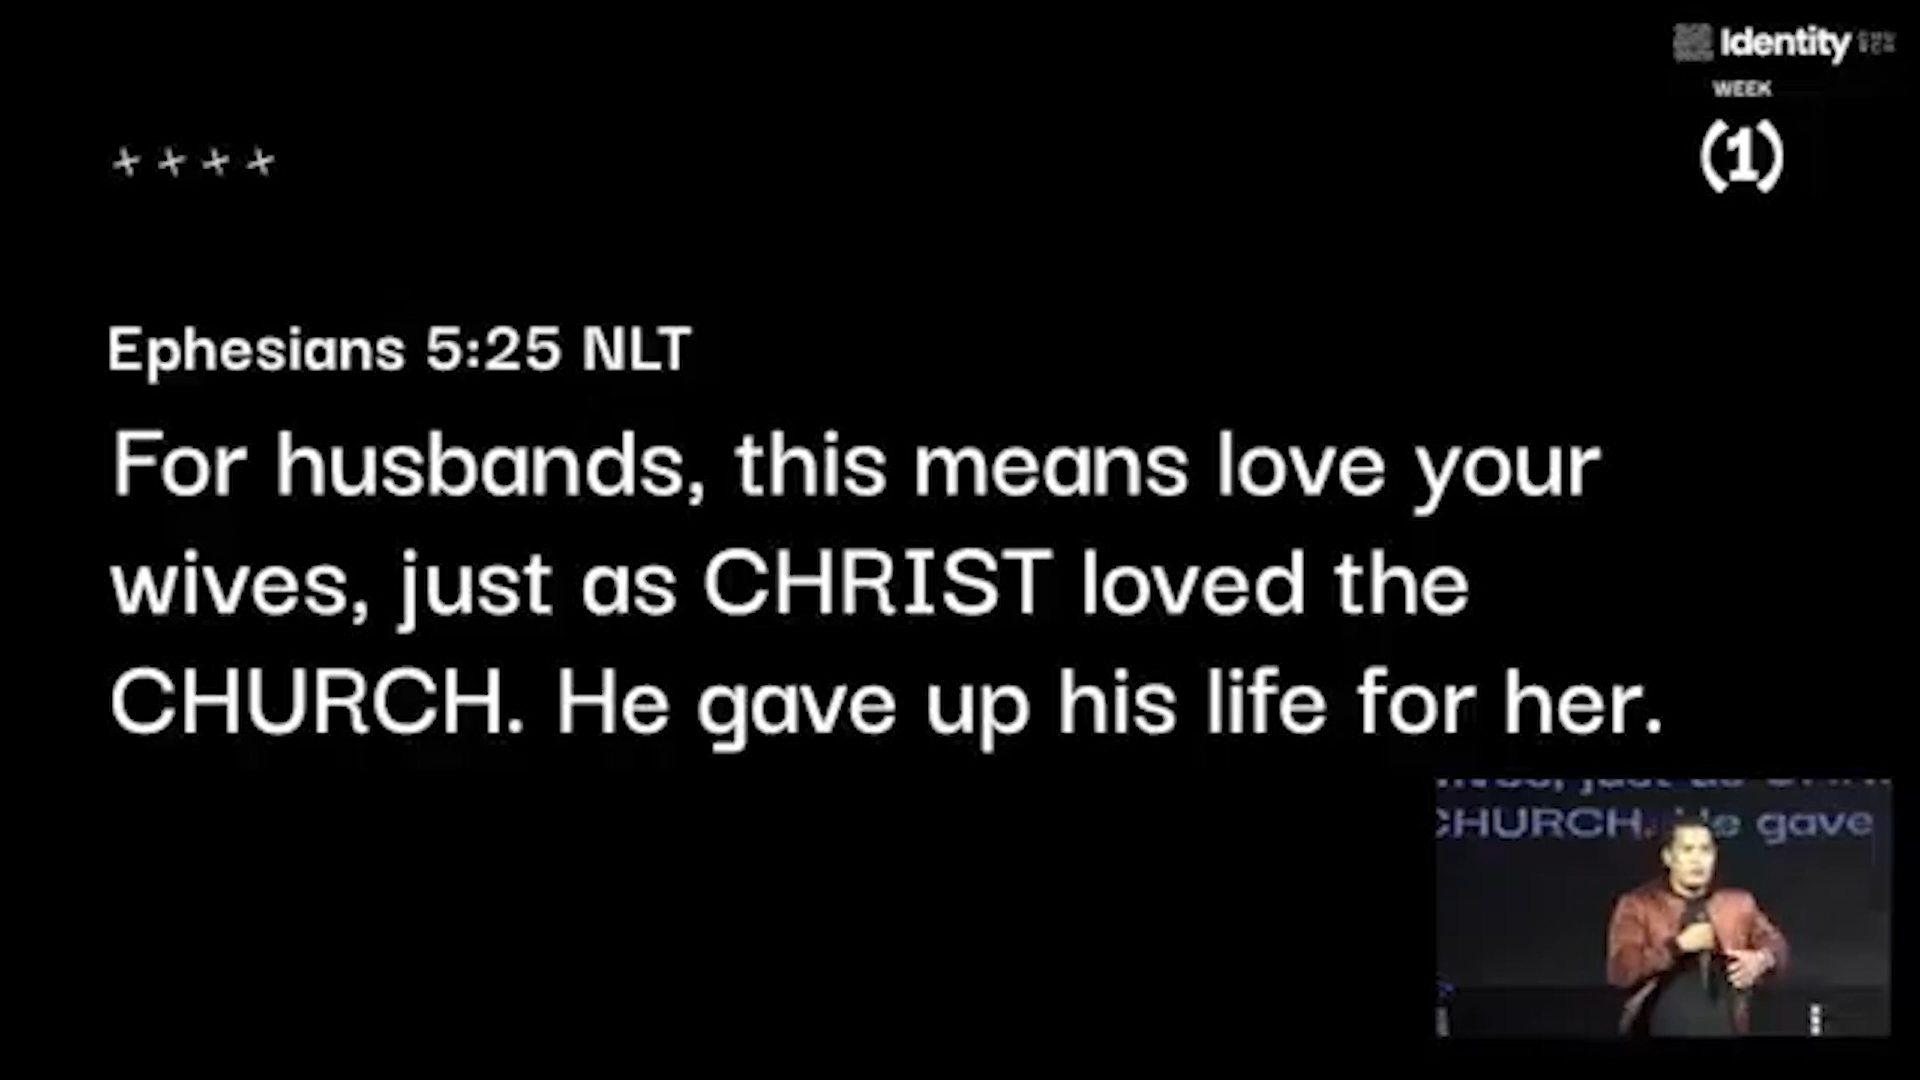 Identity
WEEK
(1)
++++
Ephesians 5:25 NLT
For husbands, this means love your
wives, just as CHRIST loved the
CHURCH. He gave up his life for her.
CHURCH. He gave